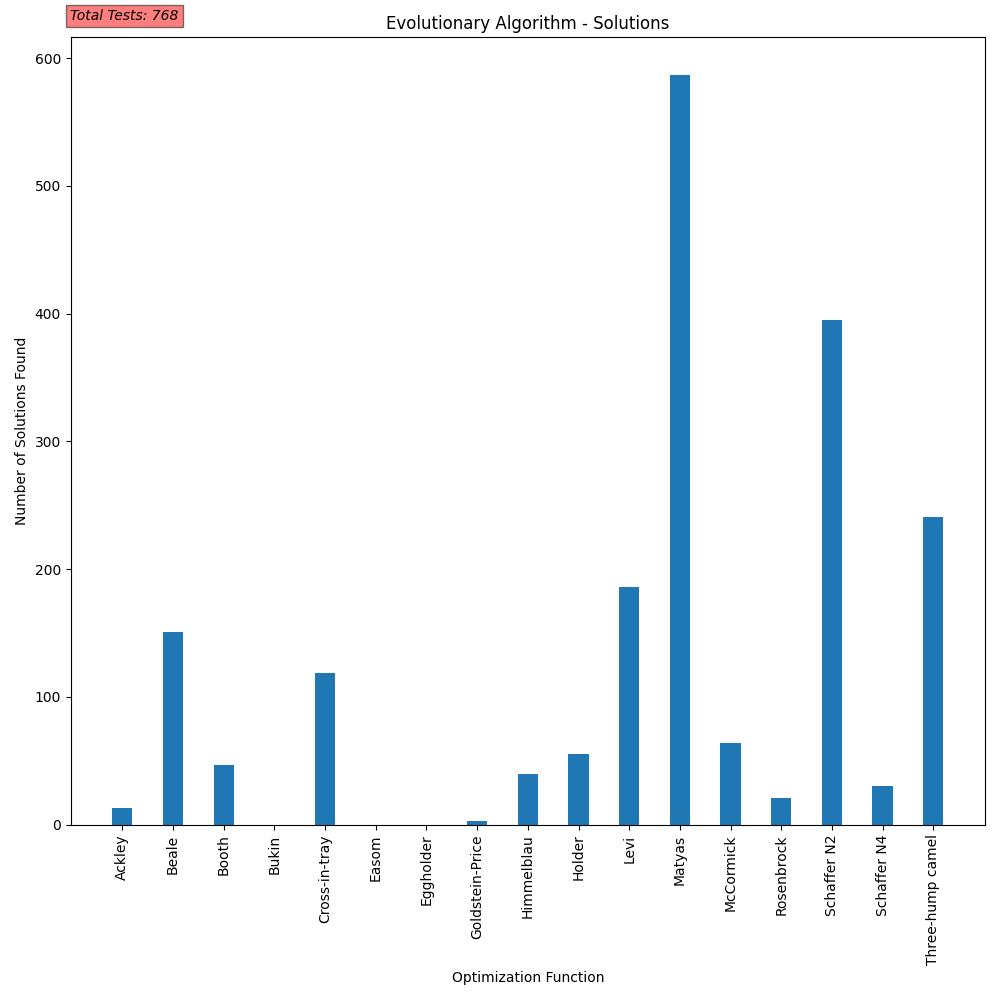 Total Tests: 768
Evolutionary Algorithm - Solutions
Number of Solutions Found
600
500
400
300
200
100
0
Ackley
Beale
Booth
Bukin
Cross-in-tray
Easom
Eggholder
Goldstein-Price
Himmelblau
Holder
Levi
Matyas
McCormick
Rosenbrock
Schaffer N2
Schaffer N4
Three-hump camel
Optimization Function